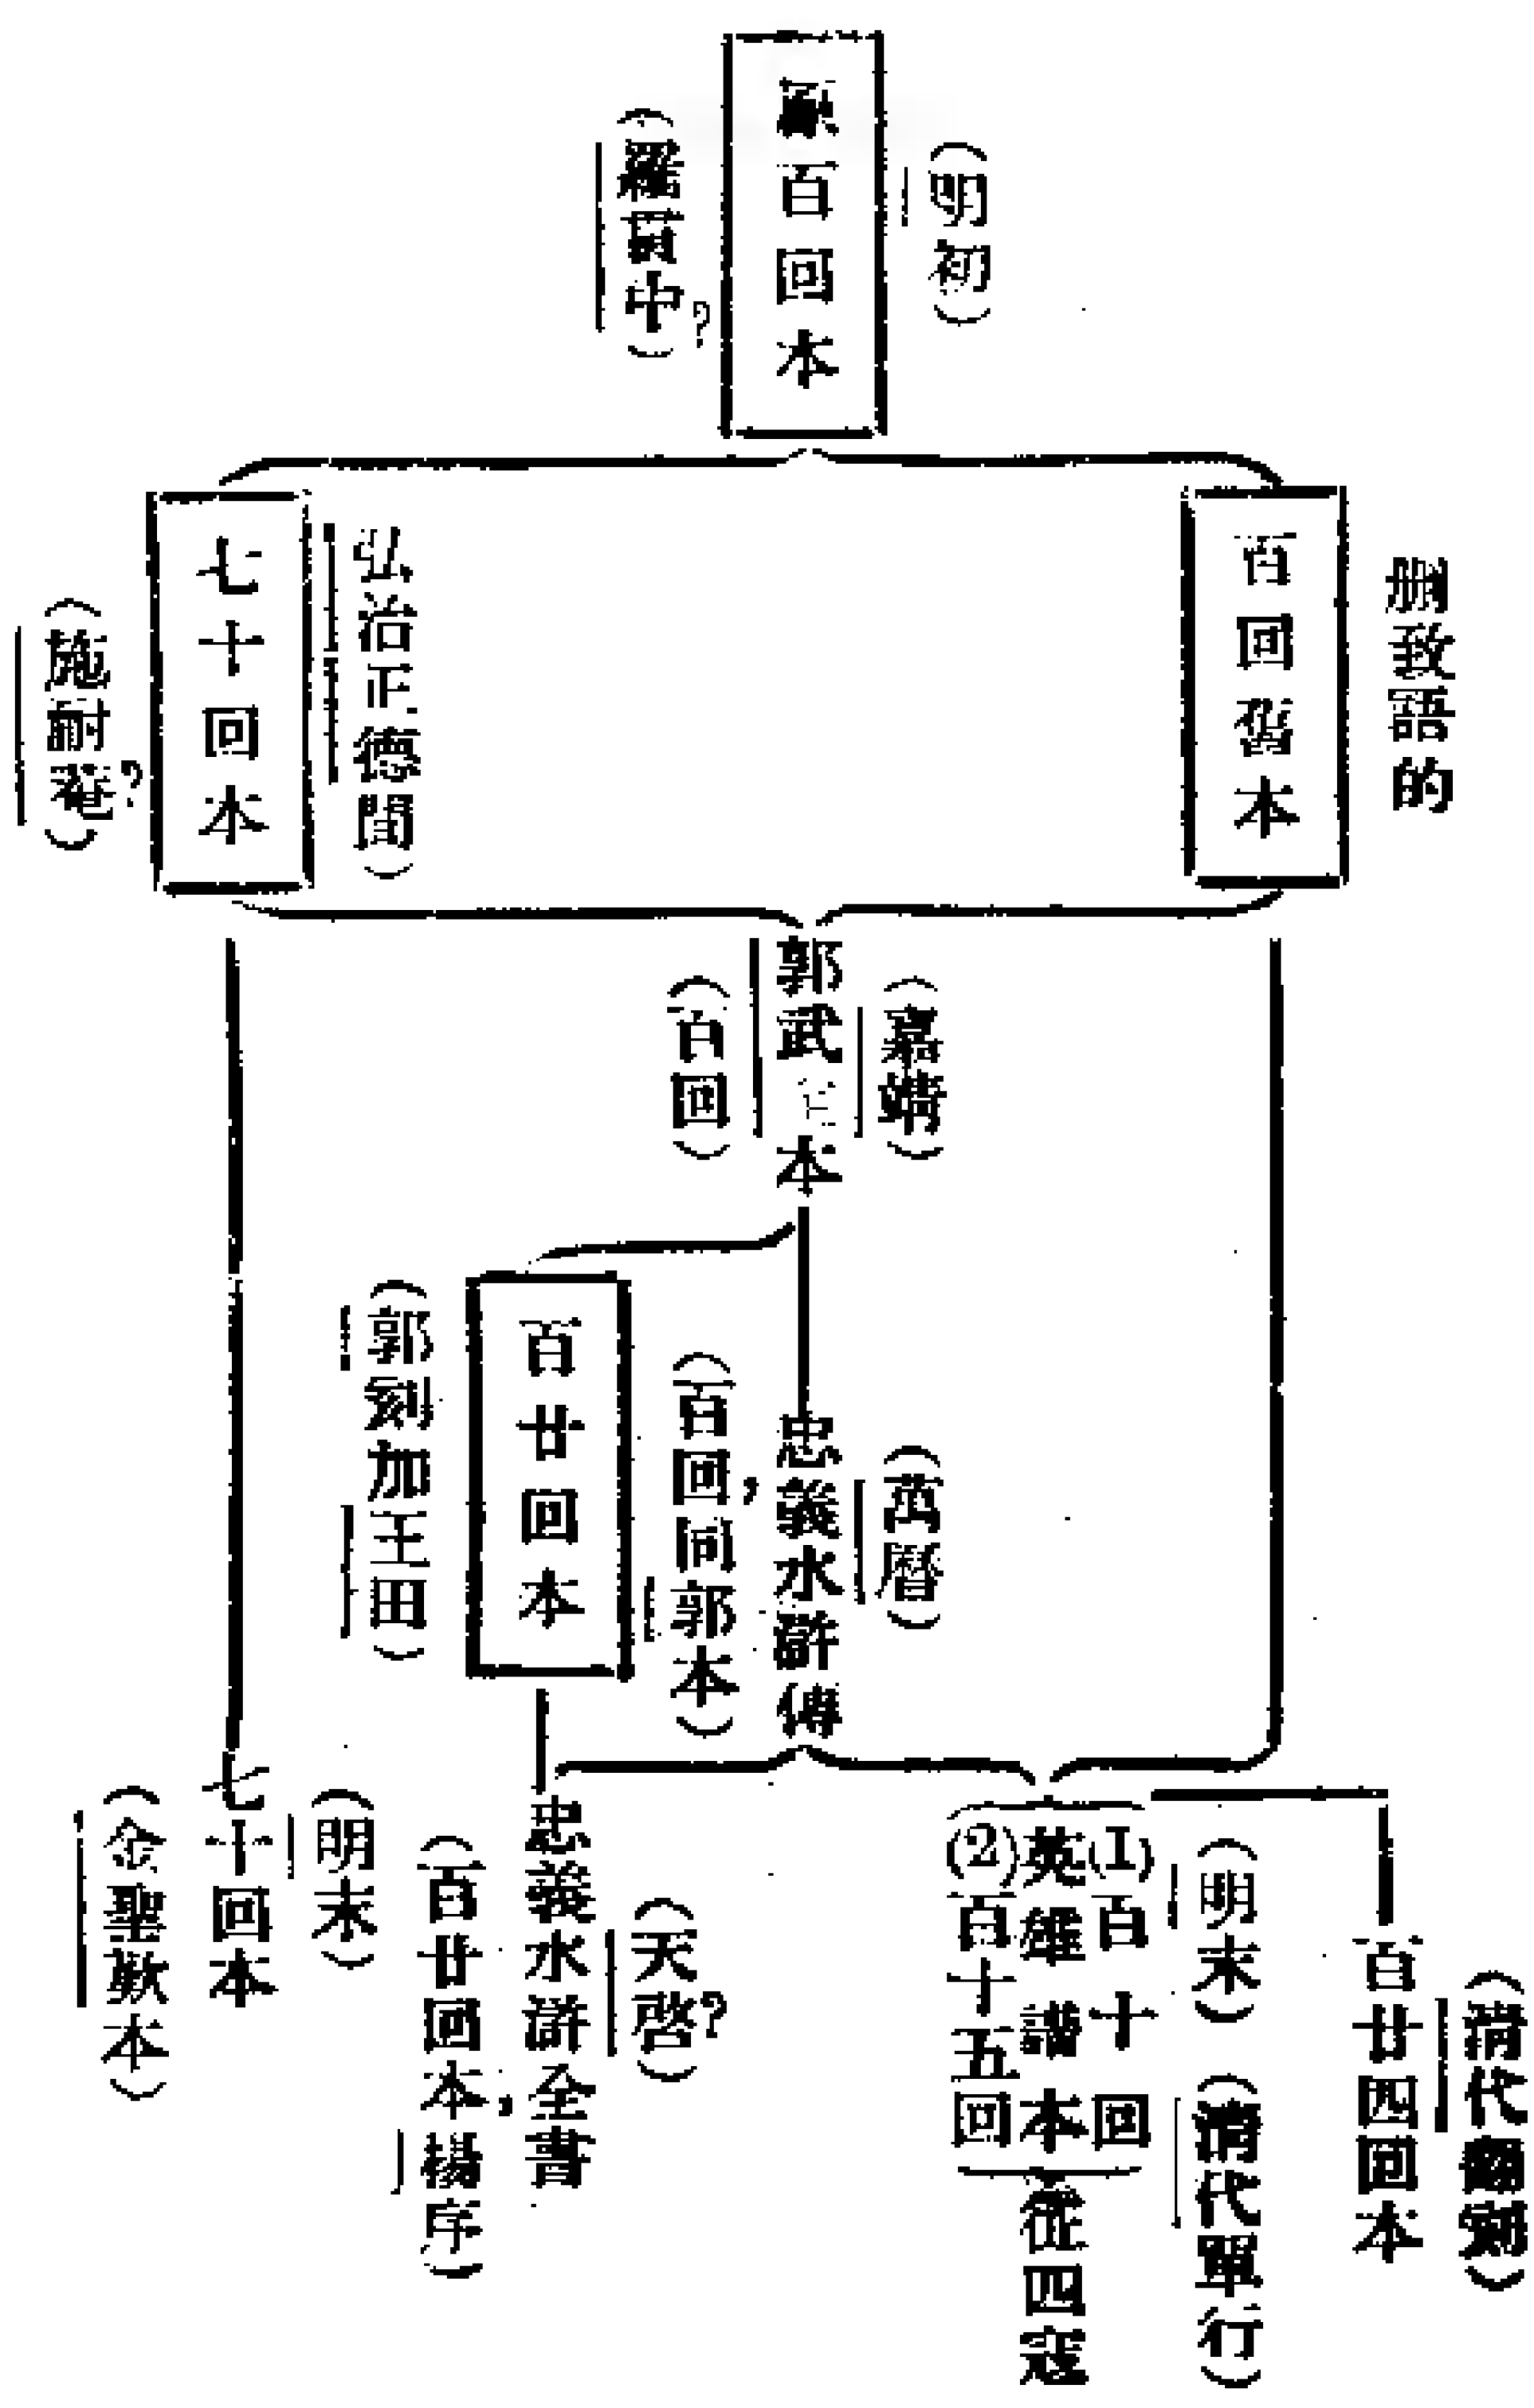 (明初)
原百回本
(羅貫中?)
刪致語的
百回舊本
弘治正德間)
七十回本
(施耐菴?)
(嘉靖)
郭武定本
(百回)
(萬曆)
忠義水滸傳
(百回,同郭本)
百廿回本
(郭刻加王田)
(清代翻刻)
百廿四回本
(明末)(清代單行)
(1)百十回
英雄譜本
(2)百十五回
征四寇
(天啓?)
忠義水滸全書
(百廿回本,楊序)
(明末)
七十回本
(金聖歎本)